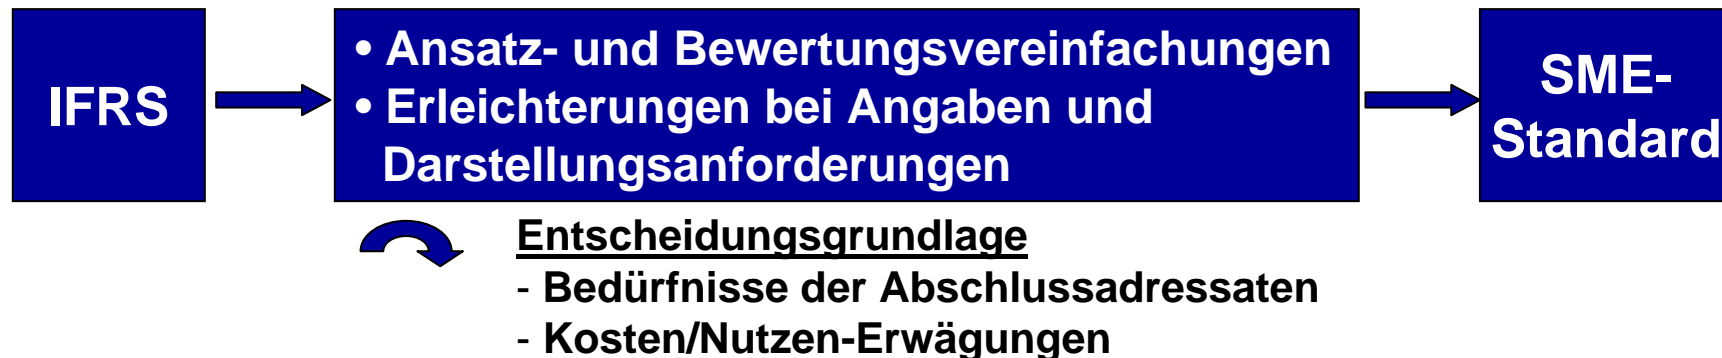 IFRS
• Ansatz- und Bewertungsvereinfachungen
• Erleichterungen bei Angaben und
Darstellungsanforderungen
SME-
Standard
Entscheidungsgrundlage
- Bedürfnisse der Abschlussadressaten
- Kosten/Nutzen-Erwägungen